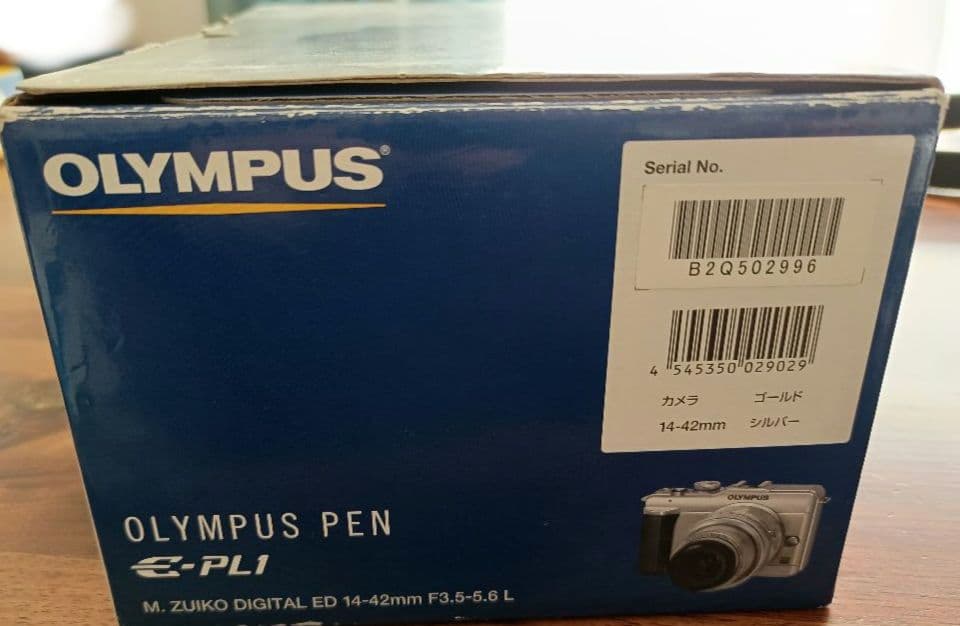 OLYMPUS®
Serial No.
B2Q502996
4 545350 029029
カメラ ゴールド
14-42mm シルバー
OLYMPUS
OLYMPUS PEN
E-PL1
M. ZUIKO DIGITAL ED 14-42mm F3.5-5.6 L